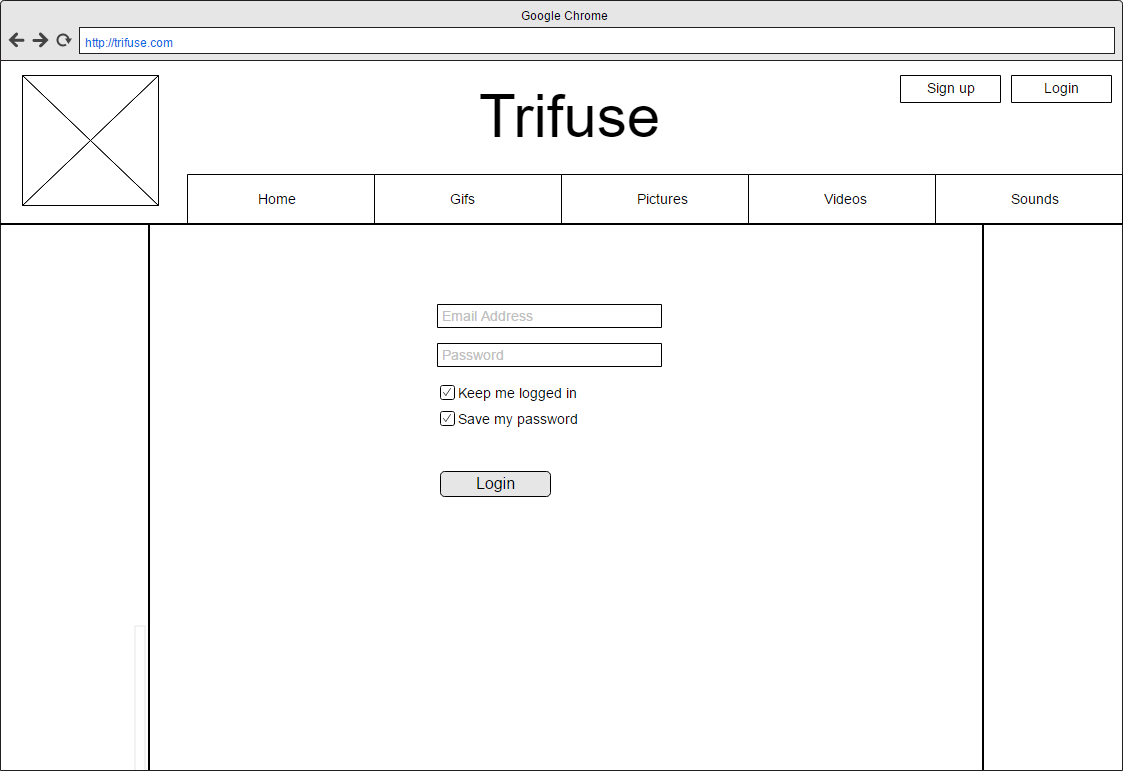 Google Chrome
http://trifuse.com
Trifuse
Sign up
Login
Home
Gifs
Pictures
Videos
Sounds
Email Address
Password
Keep me logged in
Save my password
Login